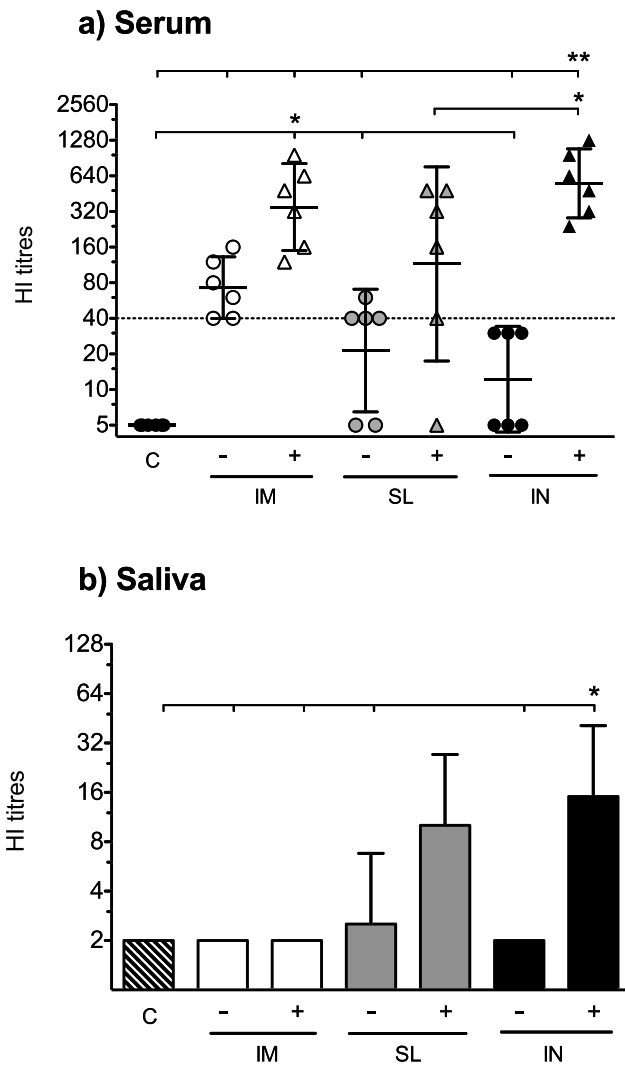 a) Serum
**
*
*
2560
1280
640
320
160
80
40
20
10
5
HI titres
C - + - + - +
IM SL IN
b) Saliva
*
128
64
32
16
8
4
2
HI titres
C - + - + - +
IM SL IN